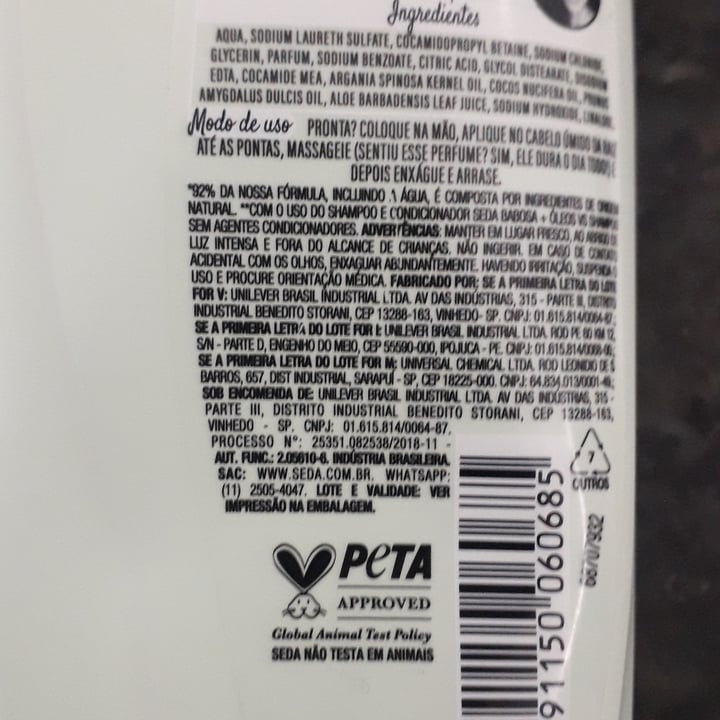 Ingredientes
AQUA, SODIUM LAURETH SULFATE, COCAMIDOPROPYL BETAINE, SODIUM CHLORIDE,
GLYCERIN, PARFUM, SODIUM BENZOATE, CITRIC ACID, GLYCOL DISTEARATE, DISODIUM
EDTA, COCAMIDE MEA, ARGANIA SPINOSA KERNEL OIL, COCOS NUCIFERA OIL, PRUNUS
AMYGDALUS DULCIS OIL, ALOE BARBADENSIS LEAF JUICE, SODIUM HYDROXIDE, LINALOOL
Modo de uso PRONTA? COLOQUE NA MÃO, APLIQUE NO CABELO ÚMIDO DA RAIZ
ATÉ AS PONTAS, MASSAGEIE (SENTIU ESSE PERFUME? SIM, ELE DURA O DIA TODO) E
DEPOIS ENXÁGUE E ARRASE.
*92% DA NOSSA FÓRMULA, INCLUINDO A ÁGUA, É COMPOSTA POR INGREDIENTES DE ORIGEM
NATURAL. **COM O USO DO SHAMPOO E CONDICIONADOR SEDA BABOSA + ÓLEOS VS SHAMPOO
SEM AGENTES CONDICIONADORES. ADVERTÊNCIAS: MANTER EM LUGAR FRESCO, AO ABRIGO DE
LUZ INTENSA E FORA DO ALCANCE DE CRIANÇAS. NÃO INGERIR. EM CASO DE CONTATO
ACIDENTAL COM OS OLHOS, ENXAGUAR ABUNDANTEMENTE. HAVENDO IRRITAÇÃO, SUSPENDA O
USO E PROCURE ORIENTAÇÃO MÉDICA. FABRICADO POR: SE A PRIMEIRA LETRA DO LOTE
FOR V: UNILEVER BRASIL INDUSTRIAL LTDA. AV DAS INDÚSTRIAS, 315 - PARTE III, DISTRITO
INDUSTRIAL BENEDITO STORANI, CEP 13288-163, VINHEDO- SP. CNPJ: 01.615.814/0064-87.
SE A PRIMEIRA LETRA DO LOTE FOR I: UNILEVER BRASIL INDUSTRIAL LTDA. ROD PE 60 KM 12,
S/N - PARTE D, ENGENHO DO MEIO, CEP 55590-000, IPOJUCA - PE. CNPJ: 01.615.814/
SE A PRIMEIRA LETRA DO LOTE FOR M: UNIVERSAL CHEMICAL LTDA. ROD LEONIDIO DE
BARROS, 657, DIST INDUSTRIAL, SARAPUÍ - SP, CEP 18225-000. CNPJ: 64.834.013/0001-
SOB ENCOMENDA DE: UNILEVER BRASIL INDUSTRIAL LTDA. AV DAS INDÚSTRIAS, 315 -
PARTE III, DISTRITO INDUSTRIAL BENEDITO STORANI, CEP 13288-163,
VINHEDO - SP. CNPJ: 01.615.814/0064-87.
PROCESSO Nº: 25351.082538/2018-11 -
AUT. FUNC.: 2.05610-6. INDÚSTRIA BRASILEIRA.
SAC: WWW.SEDA.COM.BR. WHATSAPP:
(11) 2505-4047. LOTE E VALIDADE: VER
IMPRESSÃO NA EMBALAGEM.
7
OUTROS
91150 060685
68707932
PETA
APPROVED
Global Animal Test Policy
SEDA NÃO TESTA EM ANIMAIS